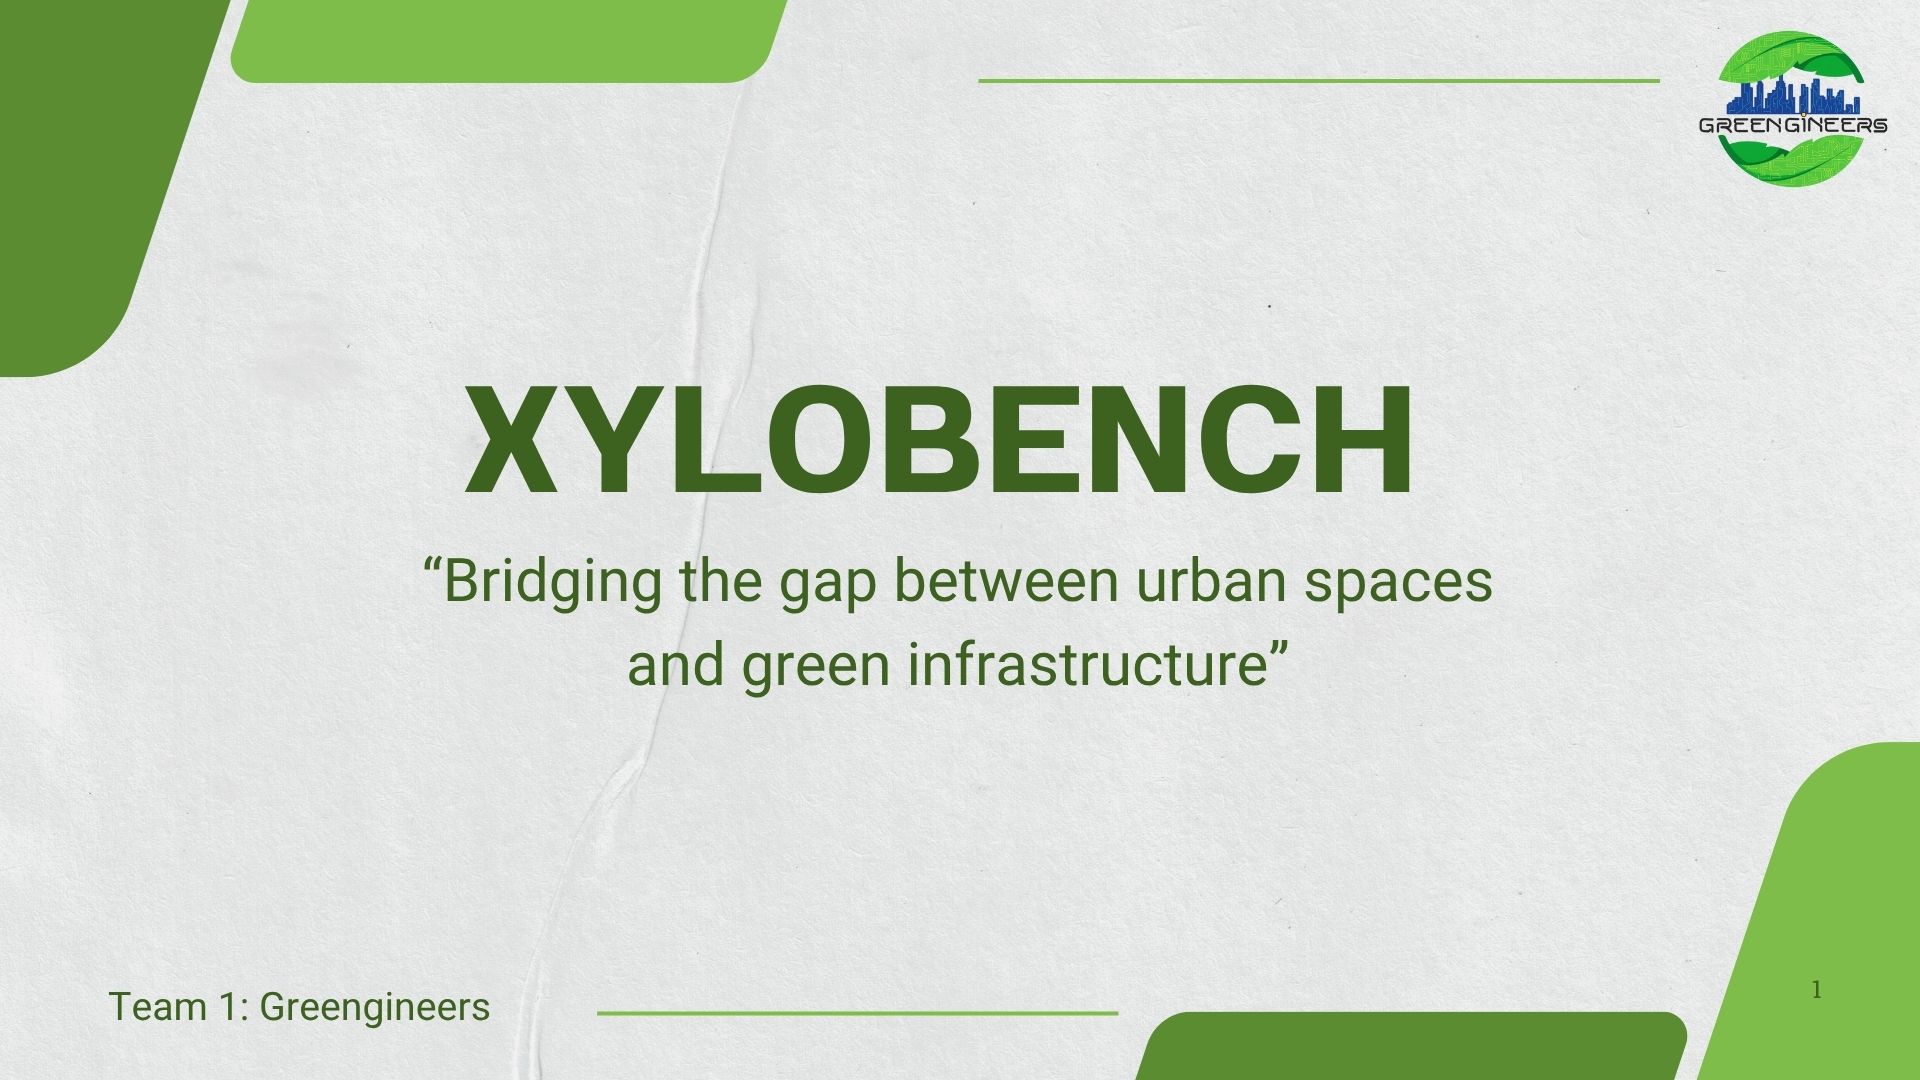 GREENGINEERS
XYLOBENCH
“Bridging the gap between urban spaces
and green infrastructure”
Team 1: Greengineers
1